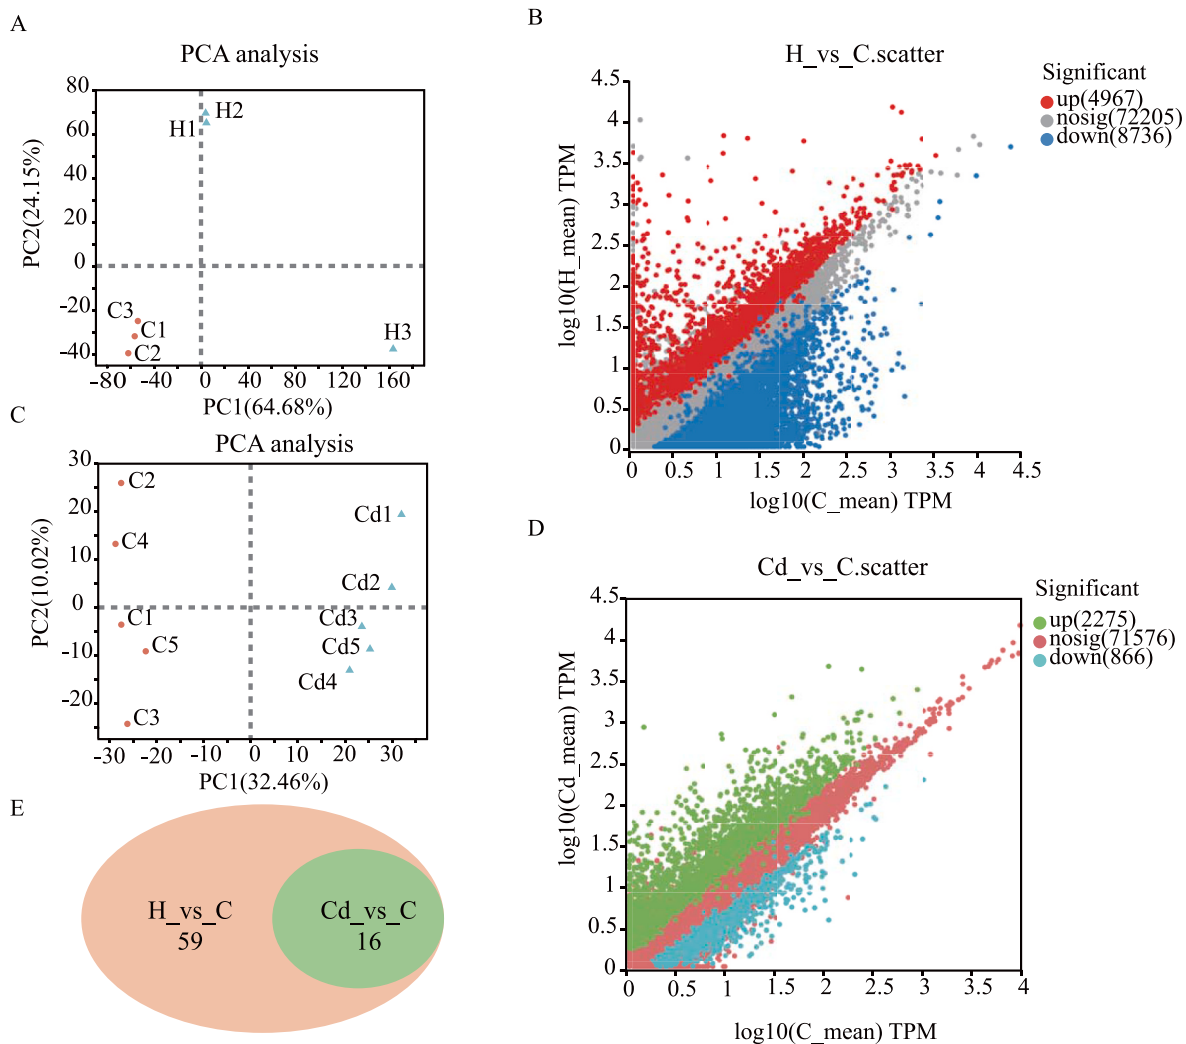 A
PCA analysis
80
60
40
20
0
-20
-40
PC2(24.15%)
H2
H1
C3
C1
C2
H3
-80
-40
0
40
80
120
160
PC1(64.68%)
B
H_vs_C.scatter
4.5
4
3.5
3
2.5
2
1.5
1
0.5
0
log10(H_mean) TPM
0
0.5
1
1.5
2
2.5
3
3.5
4
4.5
log10(C_mean) TPM
Significant
up(4967)
nosig(72205)
down(8736)
C
PCA analysis
30
20
10
0
-10
-20
PC2(10.02%)
C2
C4
C1
C5
C3
Cd1
Cd2
Cd3
Cd5
Cd4
-30
-20
-10
0
10
20
30
PC1(32.46%)
D
Cd_vs_C.scatter
4.5
4
3.5
3
2.5
2
1.5
1
0.5
0
log10(Cd_mean) TPM
0
0.5
1
1.5
2
2.5
3
3.5
4
log10(C_mean) TPM
Significant
up(2275)
nosig(71576)
down(866)
E
H_vs_C
59
Cd_vs_C
16